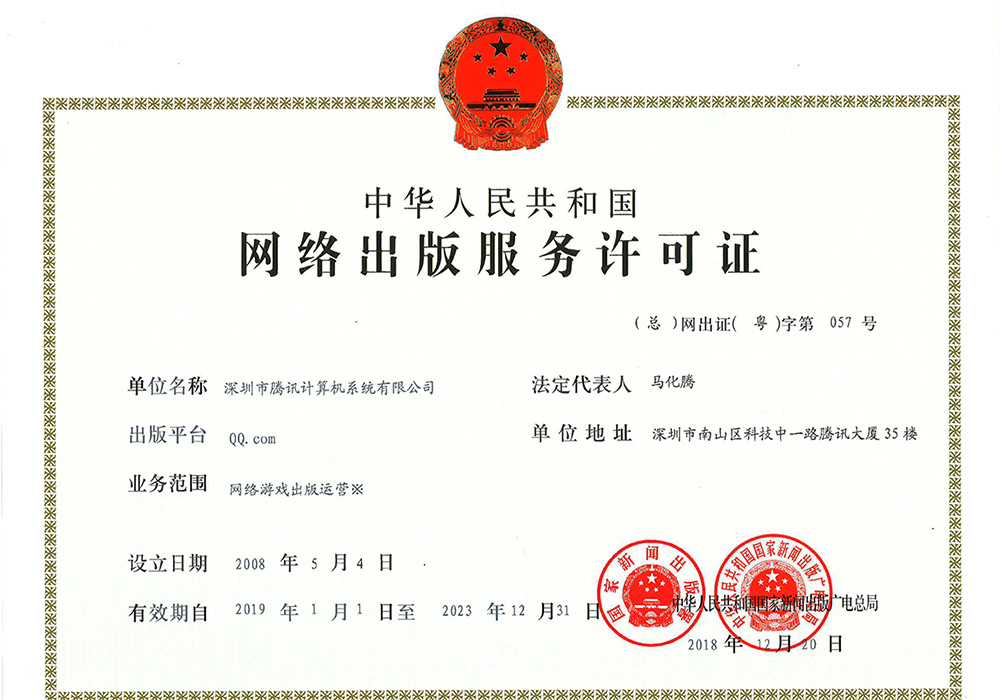 中华人民共和国
网络出版服务许可证
(总)网出证(粤)字第 057 号
单位名称 深圳市腾讯计算机系统有限公司
法定代表人 马化腾
出版平台 QQ.com
单位地址 深圳市南山区科技中一路腾讯大厦35楼
业务范围 网络游戏出版运营※
设立日期 2008 年 5 月 4 日
有效期自 2019 年 1 月 1 日至 2023 年 12 月 31 日
国家新闻出版署
中华人民共和国国家新闻出版广电总局
中华人民共和国国家新闻出版广电总局
2018 年 12 月 20 日